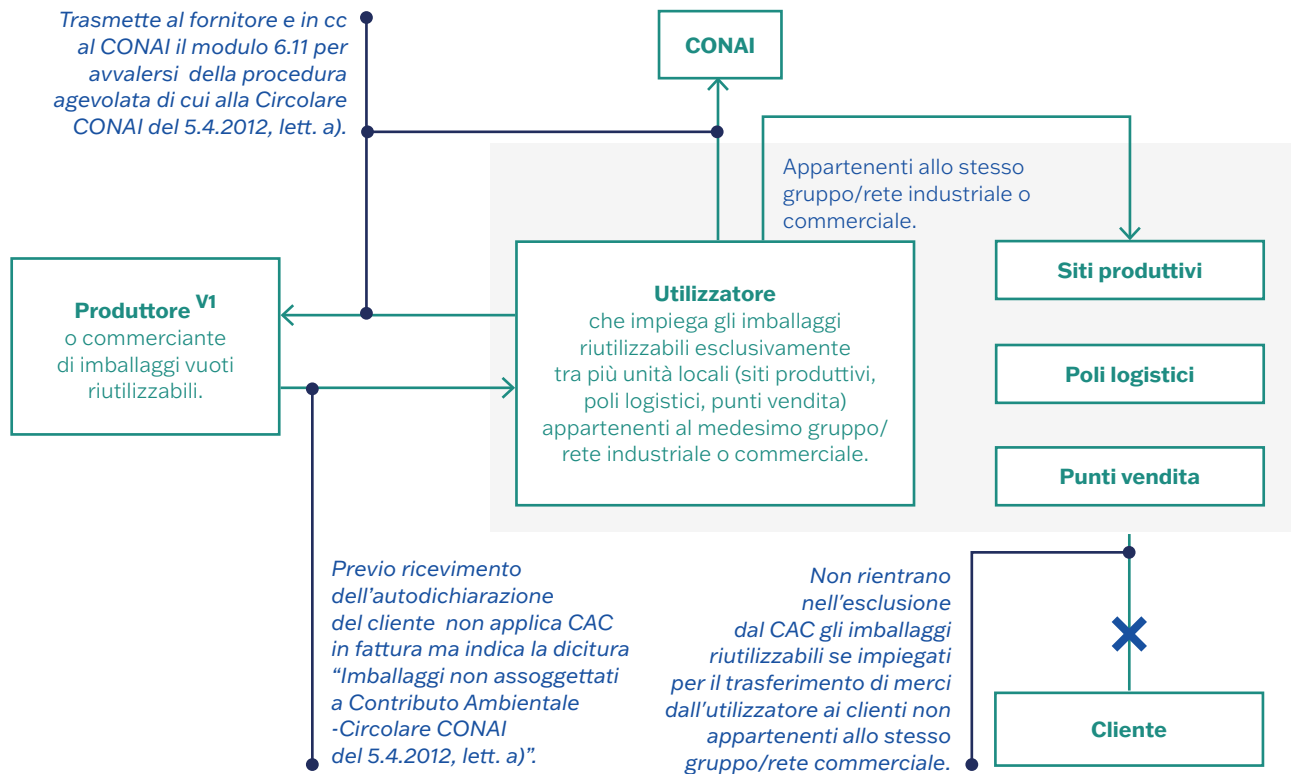 Trasmette al fornitore e in cc
al CONAI il modulo 6.11 per
avvalersi della procedura
agevolata di cui alla Circolare
CONAI del 5.4.2012, lett. a).
CONAI
Appartenenti allo stesso
gruppo/rete industriale o
commerciale.
Produttore V1
o commerciante
di imballaggi vuoti
riutilizzabili.
Utilizzatore
che impiega gli imballaggi
riutilizzabili esclusivamente
tra più unità locali (siti produttivi,
poli logistici, punti vendita)
appartenenti al medesimo gruppo/
rete industriale o commerciale.
Siti produttivi
Poli logistici
Punti vendita
Previo ricevimento
dell'autodichiarazione
del cliente non applica CAC
in fattura ma indica la dicitura
“Imballaggi non assoggettati
a Contributo Ambientale
-Circolare CONAI
del 5.4.2012, lett. a)”.
Non rientrano
nell'esclusione
dal CAC gli imballaggi
riutilizzabili se impiegati
per il trasferimento di merci
dall'utilizzatore ai clienti non
appartenenti allo stesso
gruppo/rete commerciale.
Cliente